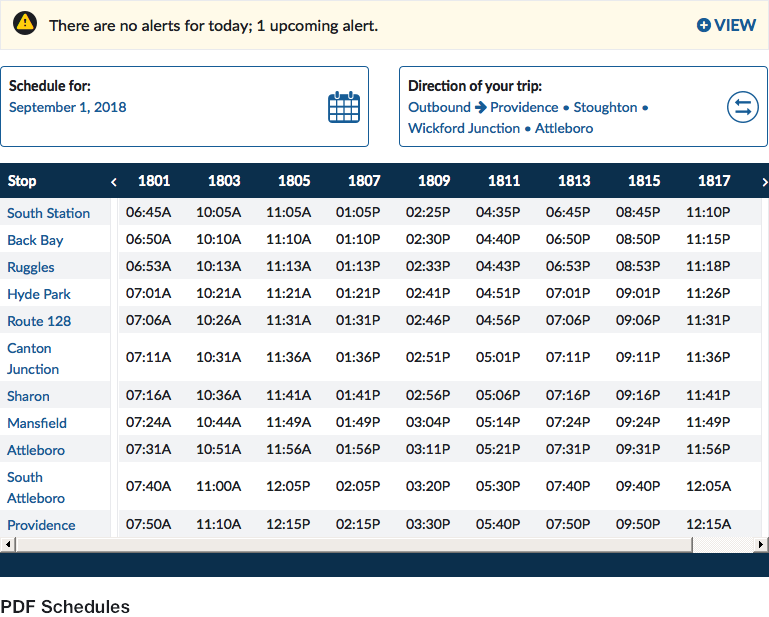 There are no alerts for today; 1 upcoming alert. VIEW
Schedule for:
September 1, 2018
Direction of your trip:
Outbound → Providence • Stoughton •
Wickford Junction • Attleboro
Stop 1801 1803 1805 1807 1809 1811 1813 1815 1817
South Station 06:45A 10:05A 11:05A 01:05P 02:25P 04:35P 06:45P 08:45P 11:10P
Back Bay 06:50A 10:10A 11:10A 01:10P 02:30P 04:40P 06:50P 08:50P 11:15P
Ruggles 06:53A 10:13A 11:13A 01:13P 02:33P 04:43P 06:53P 08:53P 11:18P
Hyde Park 07:01A 10:21A 11:21A 01:21P 02:41P 04:51P 07:01P 09:01P 11:26P
Route 128 07:06A 10:26A 11:31A 01:31P 02:46P 04:56P 07:06P 09:06P 11:31P
Canton
Junction 07:11A 10:31A 11:36A 01:36P 02:51P 05:01P 07:11P 09:11P 11:36P
Sharon 07:16A 10:36A 11:41A 01:41P 02:56P 05:06P 07:16P 09:16P 11:41P
Mansfield 07:24A 10:44A 11:49A 01:49P 03:04P 05:14P 07:24P 09:24P 11:49P
Attleboro 07:31A 10:51A 11:56A 01:56P 03:11P 05:21P 07:31P 09:31P 11:56P
South
Attleboro 07:40A 11:00A 12:05P 02:05P 03:20P 05:30P 07:40P 09:40P 12:05A
Providence 07:50A 11:10A 12:15P 02:15P 03:30P 05:40P 07:50P 09:50P 12:15A
PDF Schedules